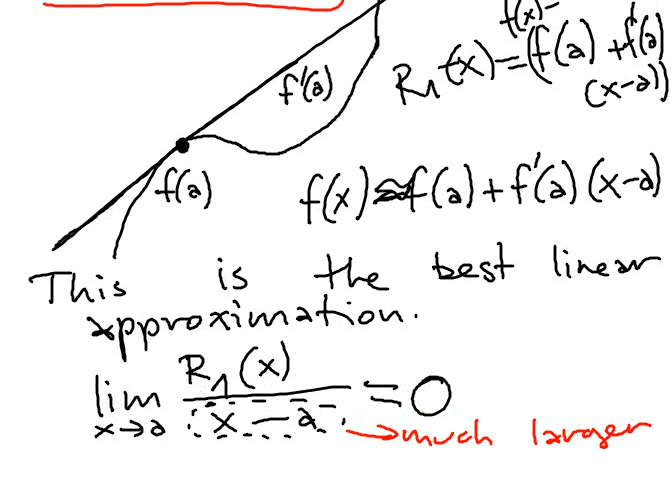 f(x)-
R₁(x)=(f(a) + f'(a)
(x-a))
f'(a)
f(a)
f(x)≈f(a)+f'(a)(x-a)
This is the best linear
approximation.
lim R₁(x)
x→a x-a =0
→much larger